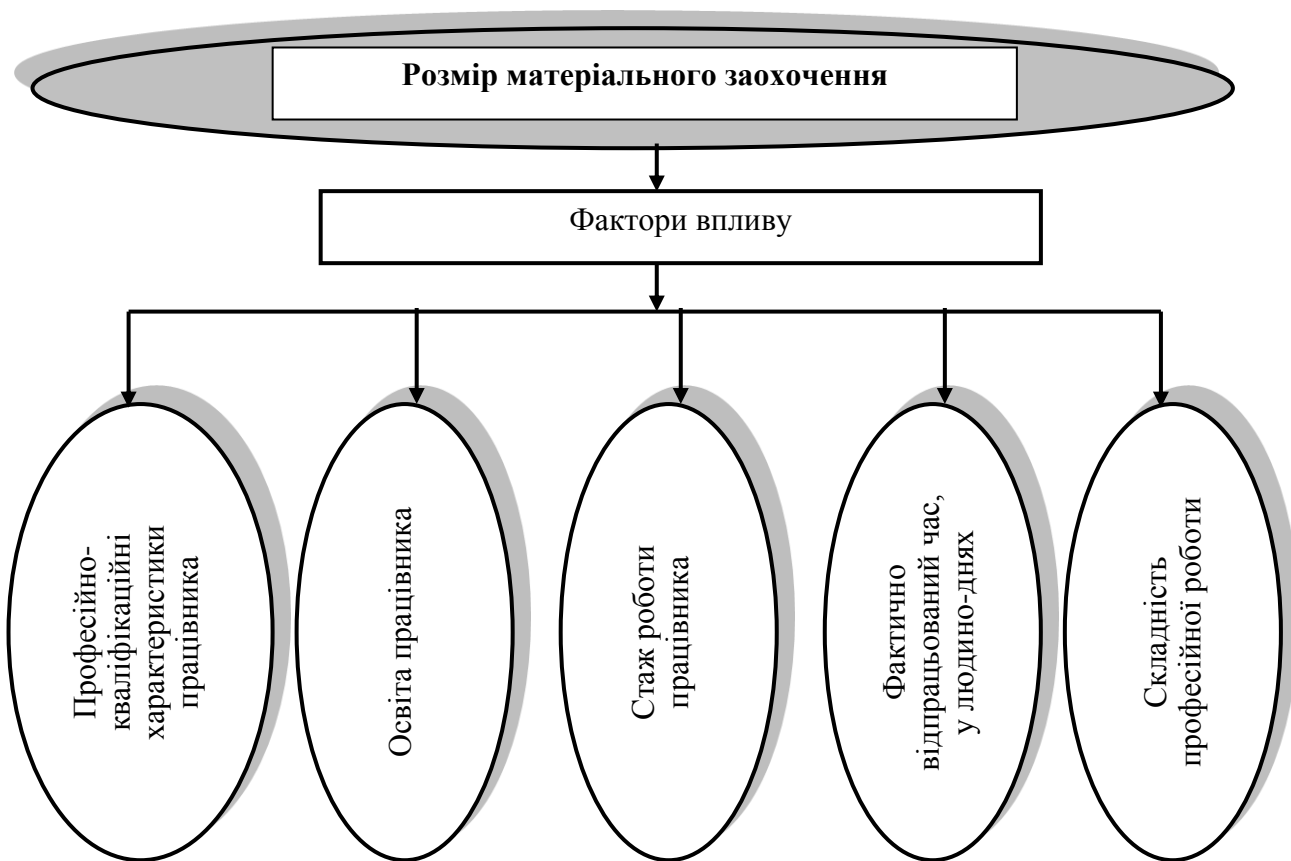 Розмір матеріального заохочення
Фактори впливу
Професійно-
кваліфікаційні
характеристики
працівника
Освіта працівника
Стаж роботи
працівника
Фактично
відпрацьований час,
у людино-днях
Складність
професійної роботи